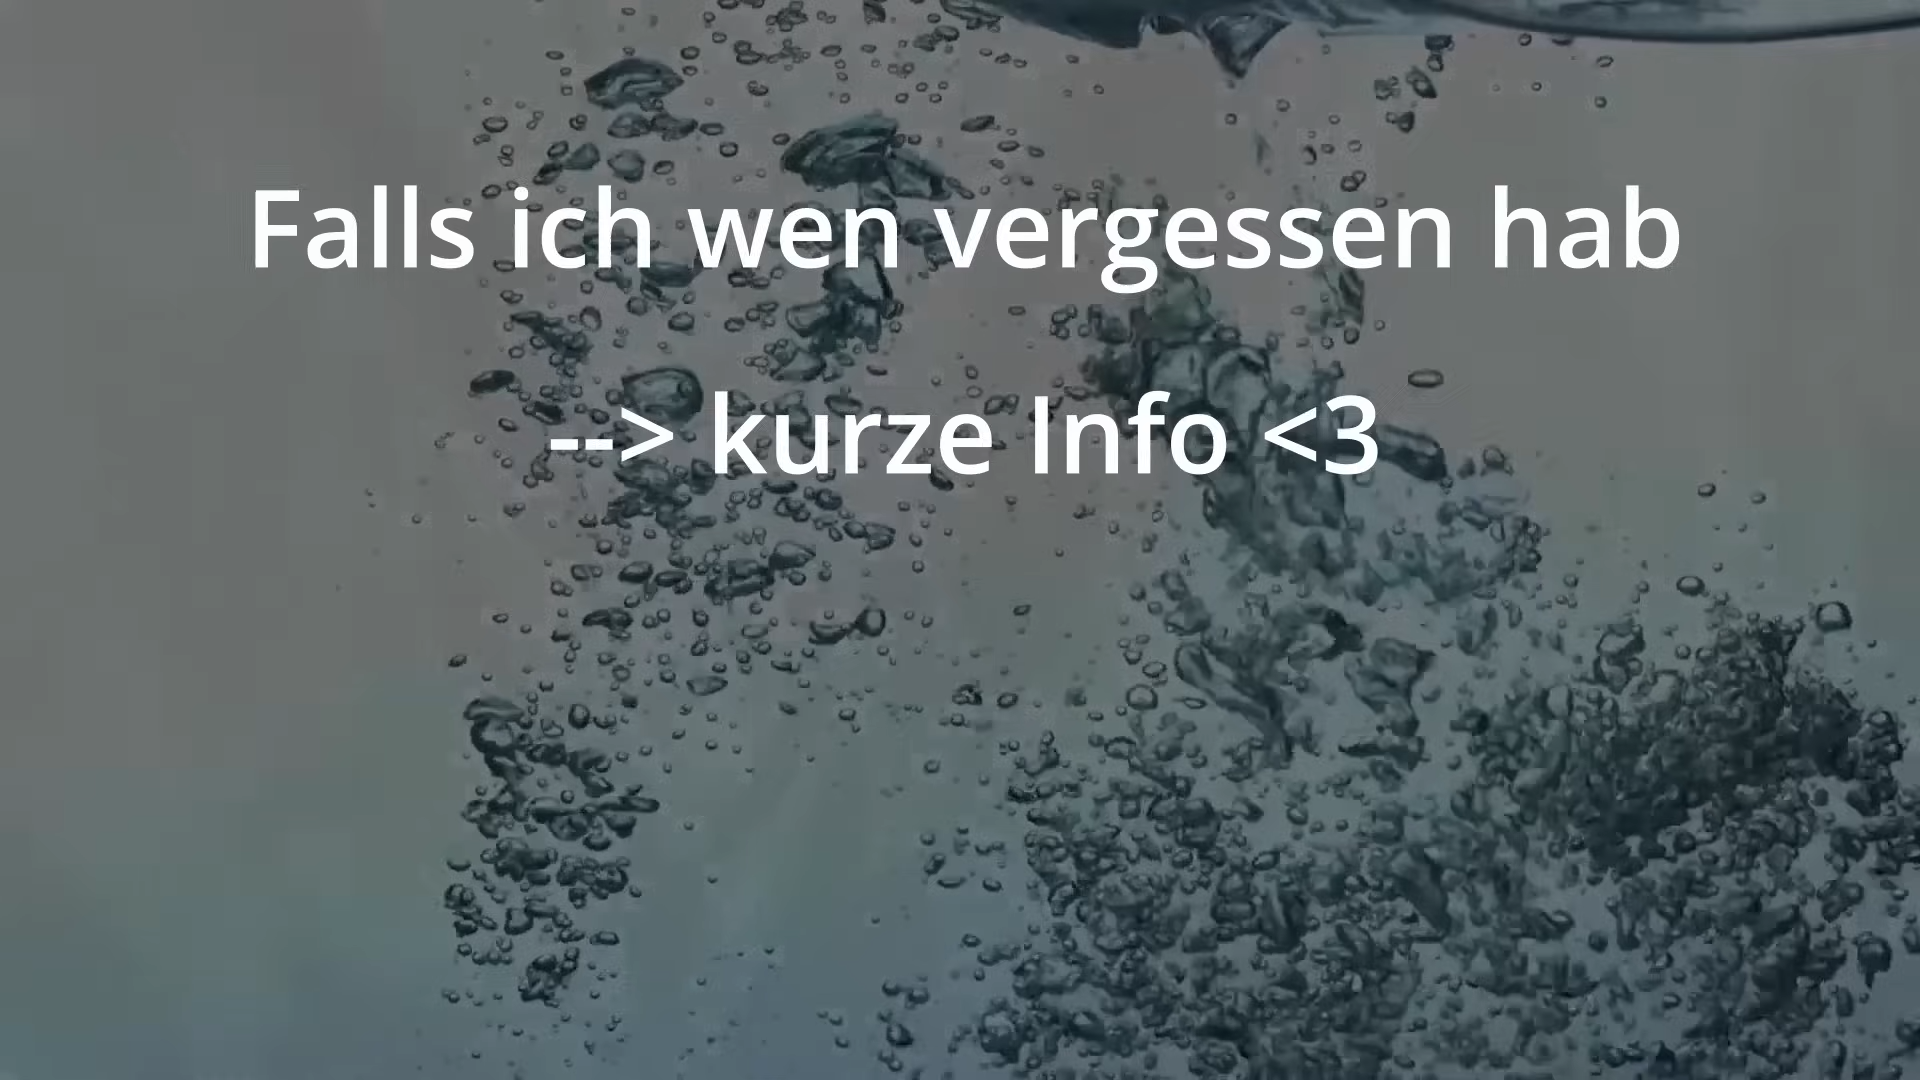 Falls ich wen vergessen hab
--> kurze Info <3